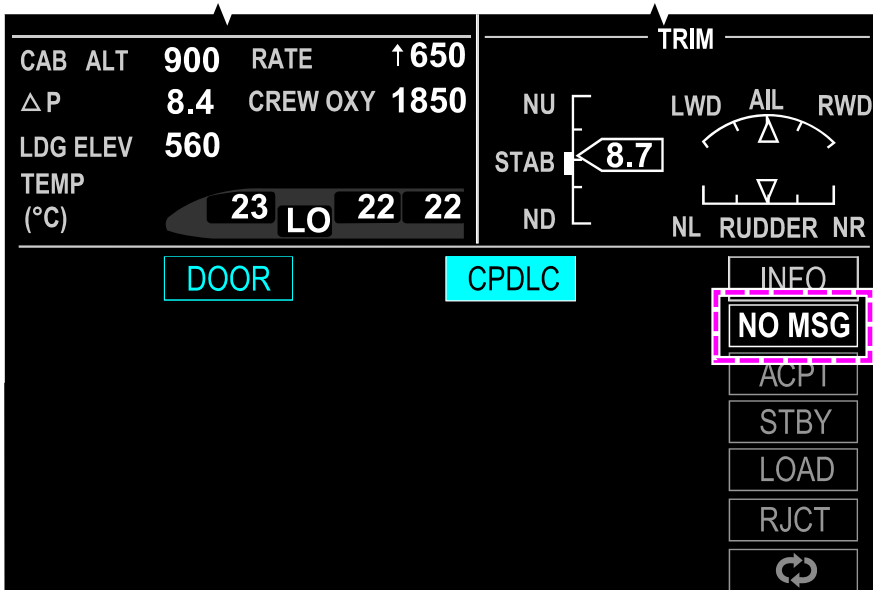 CAB ALT 900 RATE ↑650
△P 8.4 CREW OXY 1850
LDG ELEV 560
TEMP
(°C) 23 LO 22 22
TRIM
NU
STAB 8.7
ND
LWD AIL RWD
NL RUDDER NR
DOOR CPDLC INFO
NO MSG
ACPT
STBY
LOAD
RJCT